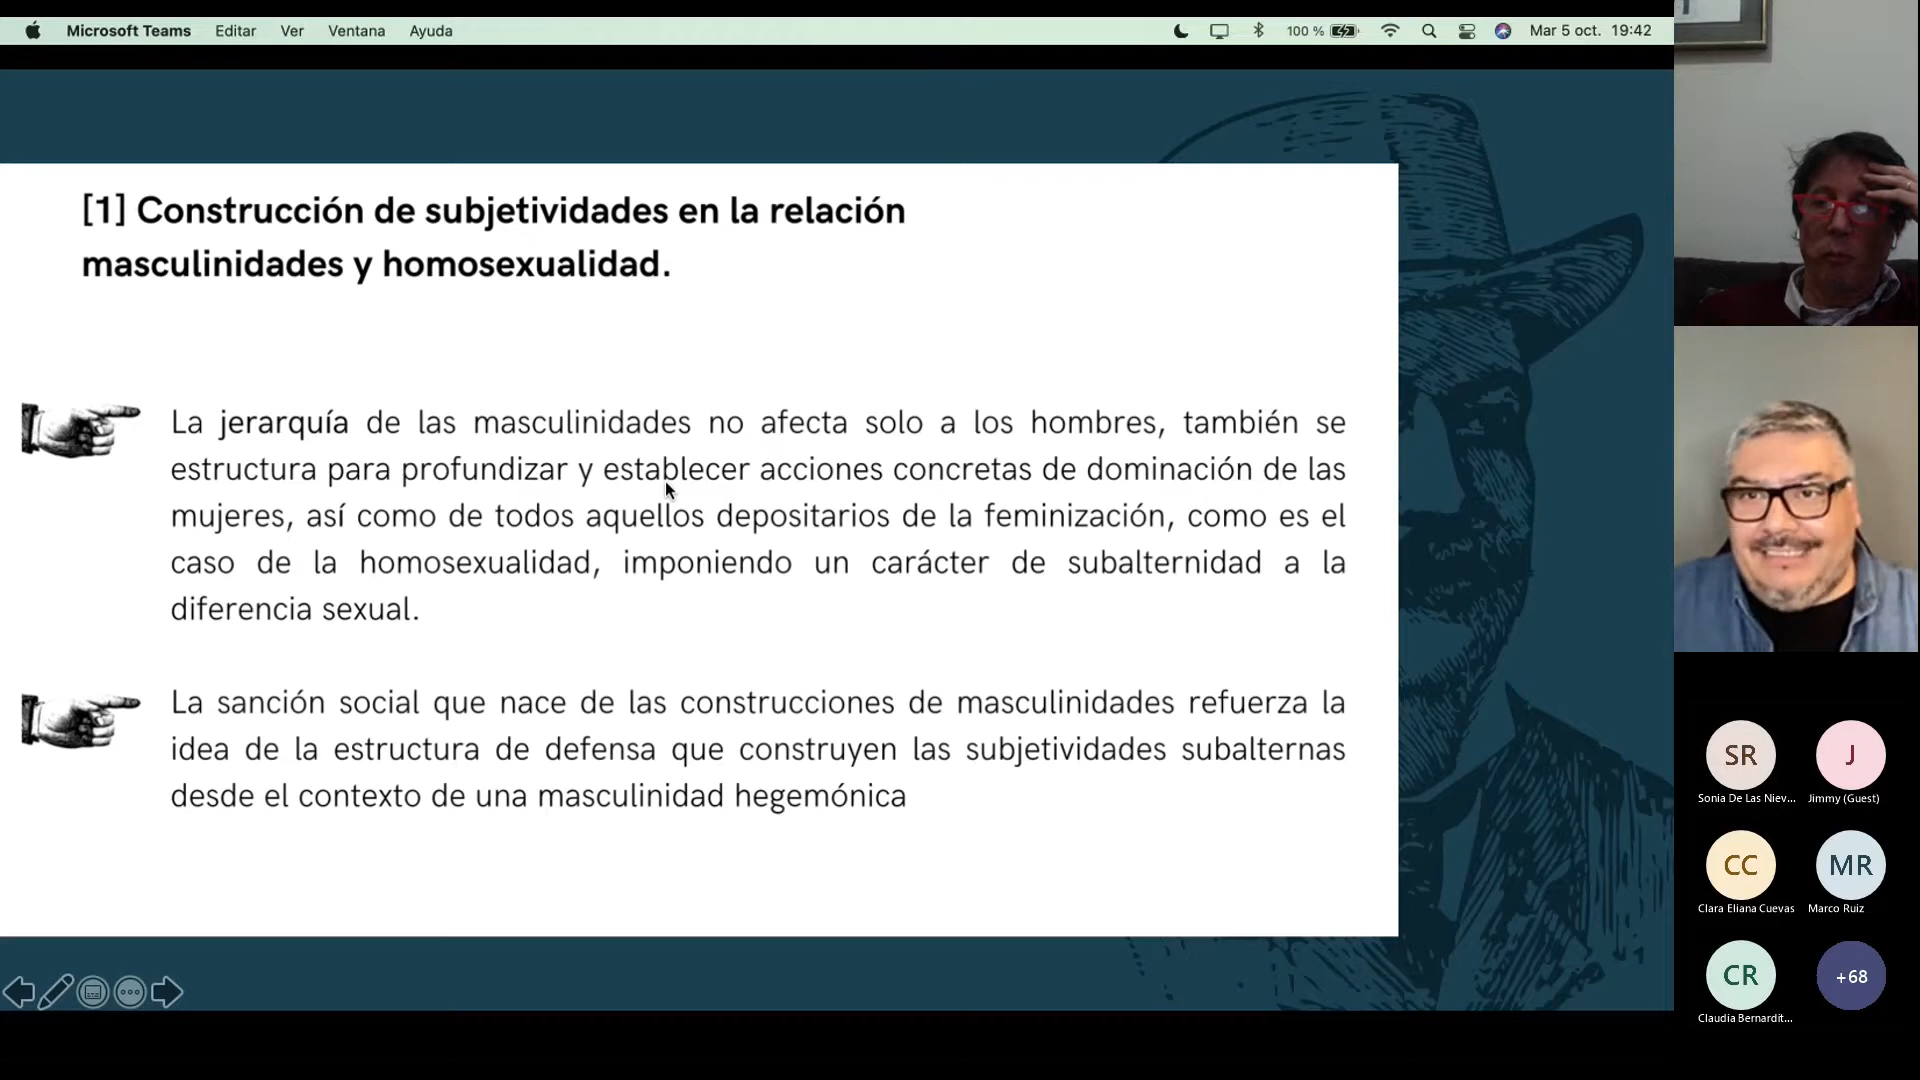 Microsoft Teams Editar Ver Ventana Ayuda 100 % Mar 5 oct. 19:42
[1] Construcción de subjetividades en la relación
masculinidades y homosexualidad.
La jerarquía de las masculinidades no afecta solo a los hombres, también se
estructura para profundizar y establecer acciones concretas de dominación de las
mujeres, así como de todos aquellos depositarios de la feminización, como es el
caso de la homosexualidad, imponiendo un carácter de subalternidad a la
diferencia sexual.
La sanción social que nace de las construcciones de masculinidades refuerza la
idea de la estructura de defensa que construyen las subjetividades subalternas
desde el contexto de una masculinidad hegemónica
SR J
Sonia De Las Niev... Jimmy (Guest)
CC MR
Clara Eliana Cuevas Marco Ruiz
CR +68
Claudia Bernardit...